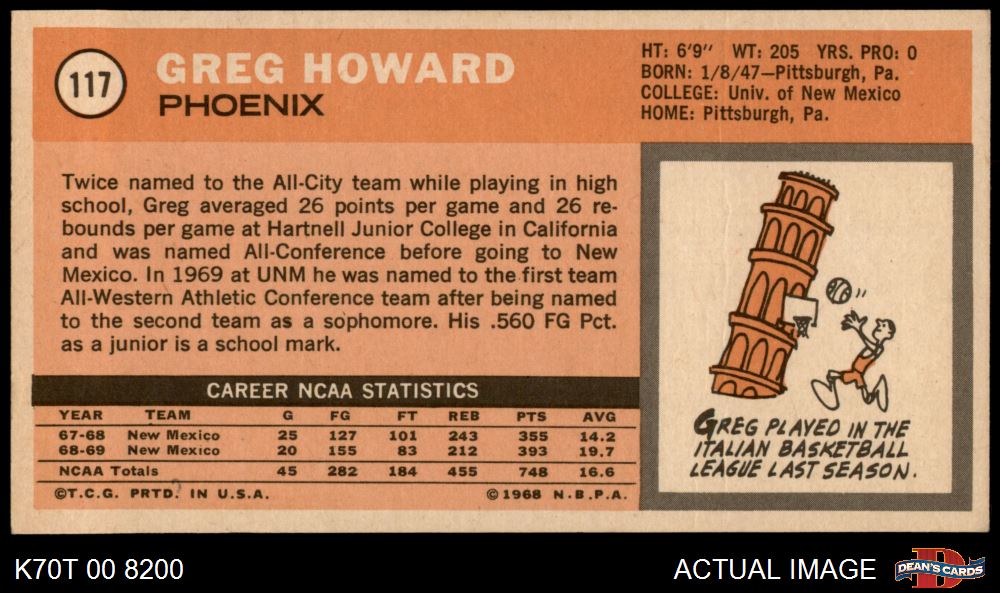 117
GREG HOWARD
PHOENIX
HT: 6'9" WT: 205 YRS. PRO: 0
BORN: 1/8/47—Pittsburgh, Pa.
COLLEGE: Univ. of New Mexico
HOME: Pittsburgh, Pa.
Twice named to the All-City team while playing in high
school, Greg averaged 26 points per game and 26 re-
bounds per game at Hartnell Junior College in California
and was named All-Conference before going to New
Mexico. In 1969 at UNM he was named to the first team
All-Western Athletic Conference team after being named
to the second team as a sophomore. His .560 FG Pct.
as a junior is a school mark.
CAREER NCAA STATISTICS
YEAR TEAM G FG FT REB PTS AVG
67-68 New Mexico 25 127 101 243 355 14.2
68-69 New Mexico 20 155 83 212 393 19.7
NCAA Totals 45 282 184 455 748 16.6
©T.C.G. PRTD. IN U.S.A. ©1968 N.B.P.A.
GREG PLAYED IN THE
ITALIAN BASKETBALL
LEAGUE LAST SEASON.
K70T 00 8200
ACTUAL IMAGE
D
DEAN'S CARDS